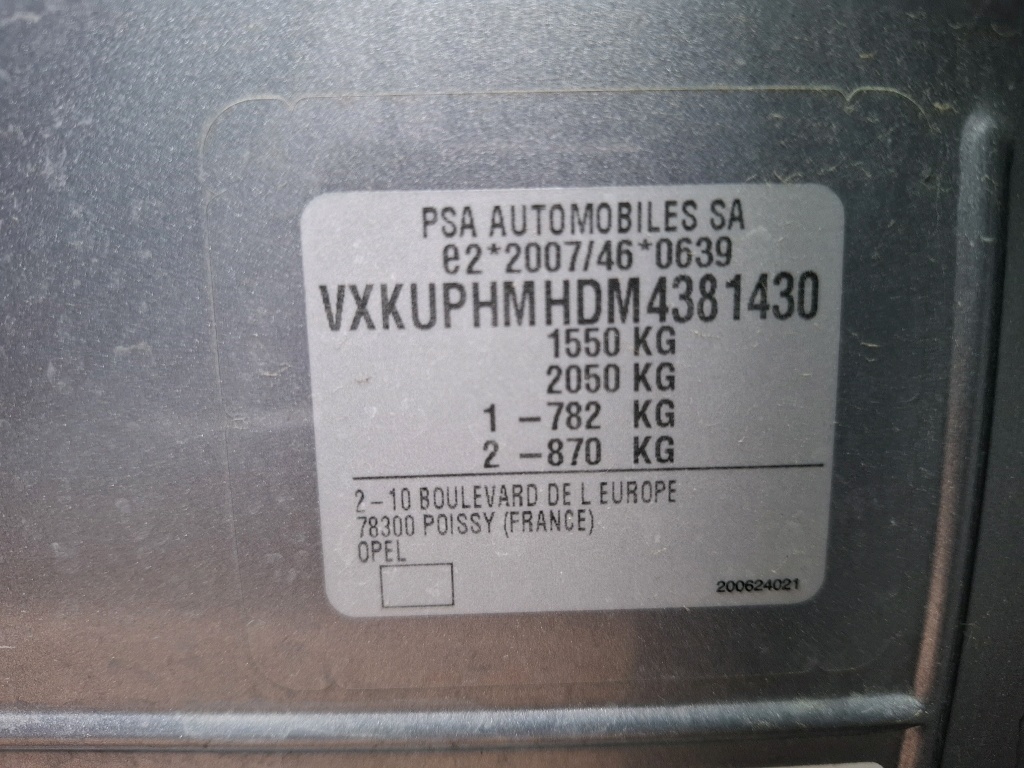 PSA AUTOMOBILES SA
e2*2007/46*0639
VXKUPHMHDM4381430
1550 KG
2050 KG
1 -782 KG
2 -870 KG
2-10 BOULEVARD DE L EUROPE
78300 POISSY (FRANCE)
OPEL
200624021